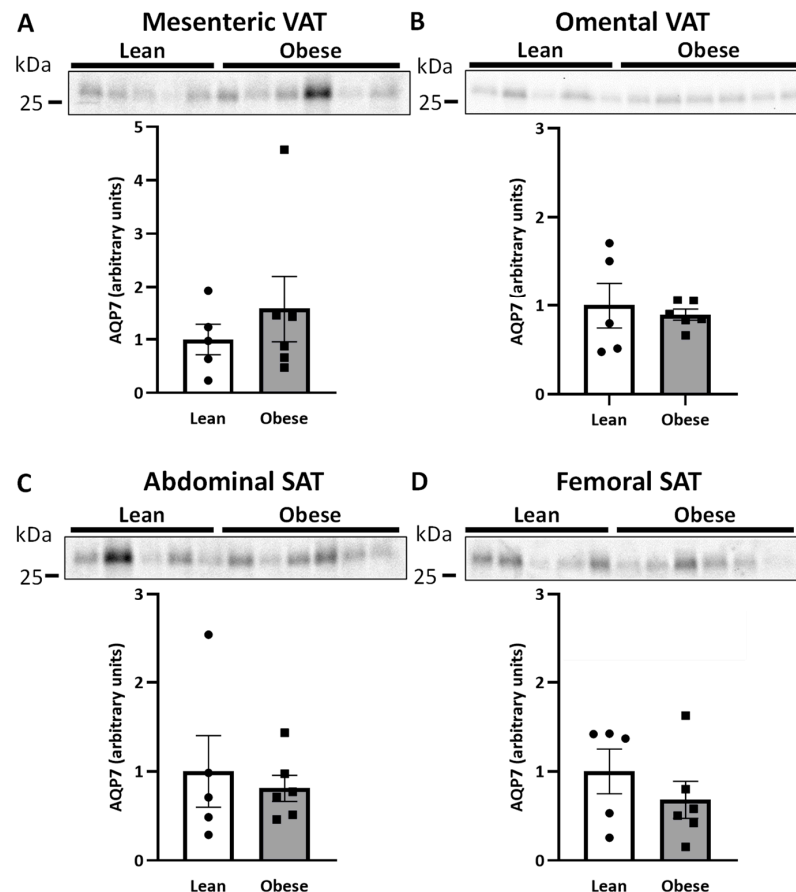 A Mesenteric VAT
Lean Obese
kDa
25
AQP7 (arbitrary units)
5
4
3
2
1
0
Lean Obese
B Omental VAT
Lean Obese
kDa
25
AQP7 (arbitrary units)
3
2
1
0
Lean Obese
C Abdominal SAT
Lean Obese
kDa
25
AQP7 (arbitrary units)
3
2
1
0
Lean Obese
D Femoral SAT
Lean Obese
kDa
25
AQP7 (arbitrary units)
3
2
1
0
Lean Obese